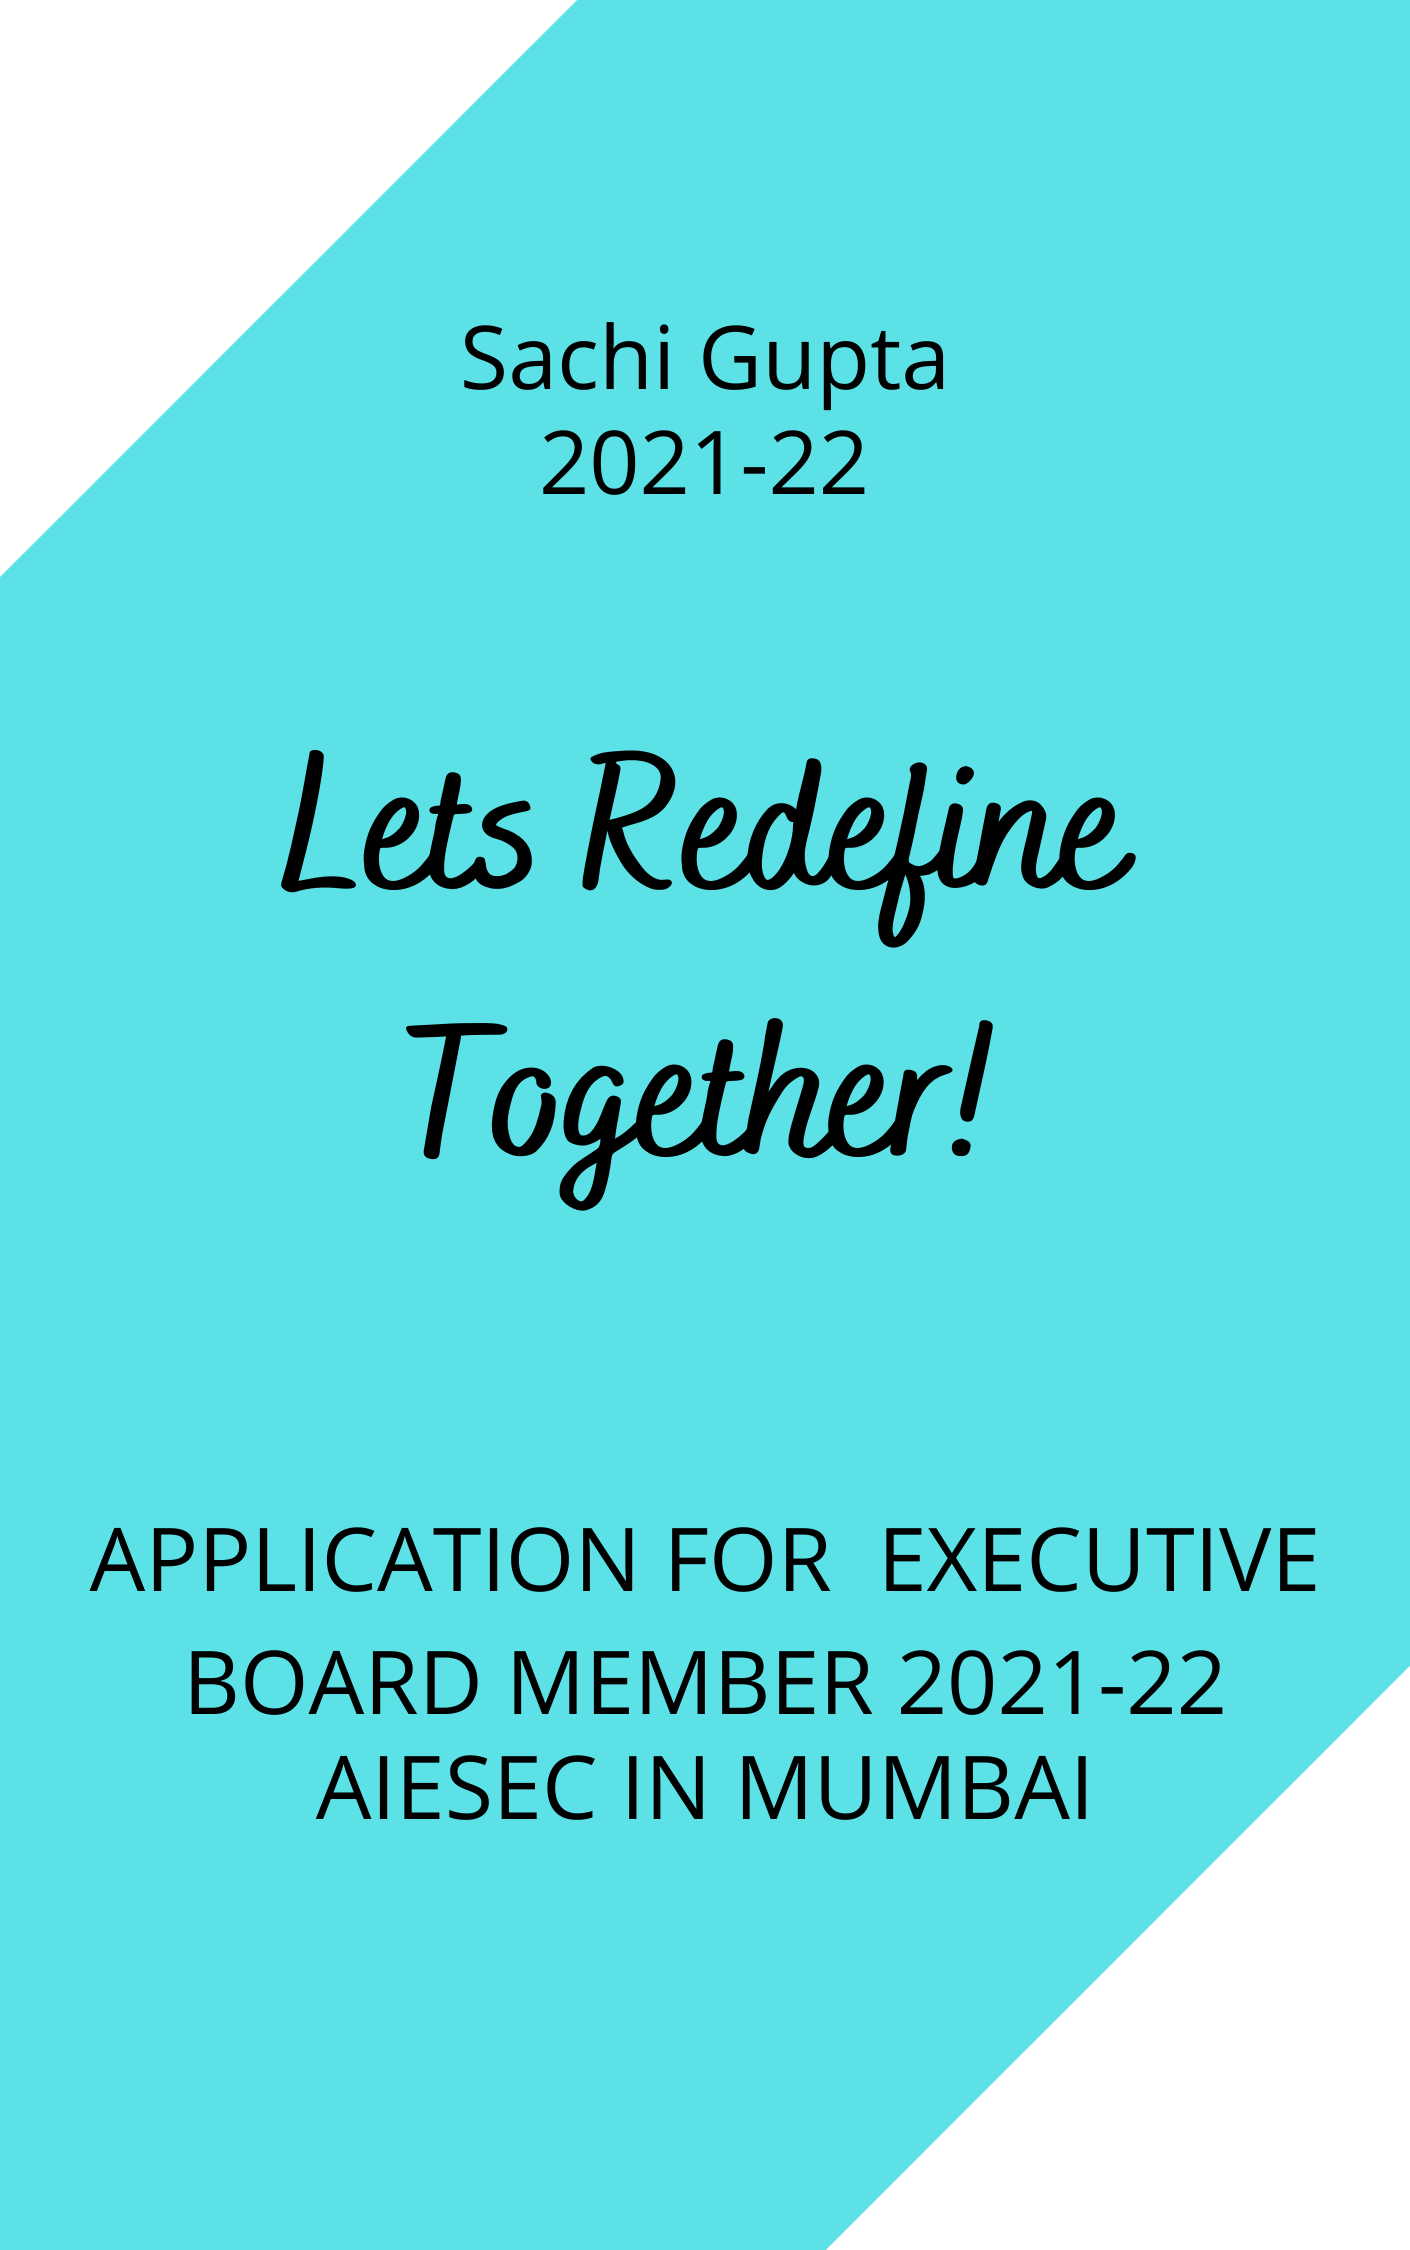 Sachi Gupta
2021-22
Lets Redefine
Together!
APPLICATION FOR  EXECUTIVE
BOARD MEMBER 2021-22
AIESEC IN MUMBAI